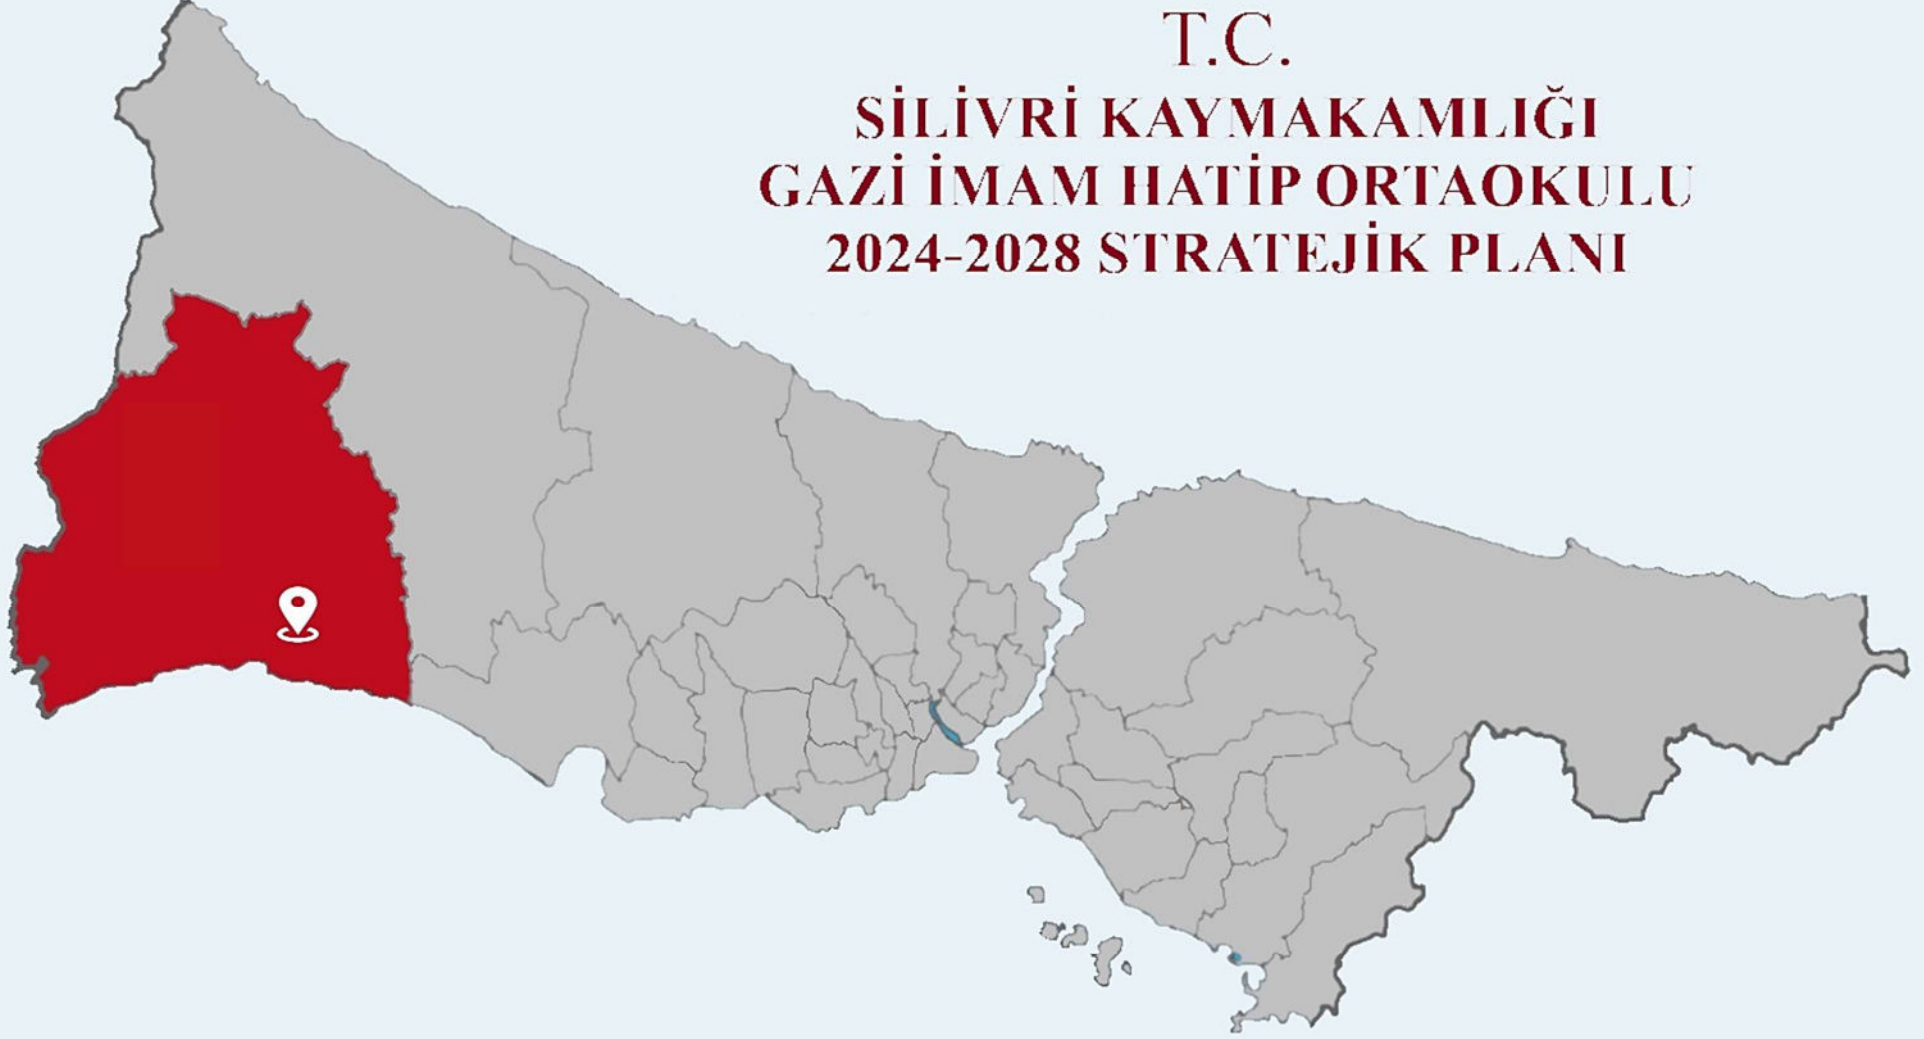 T.C.
SİLİVRİ KAYMAKAMLIĞI
GAZİ İMAM HATİP ORTAOKULU
2024-2028 STRATEJİK PLANI